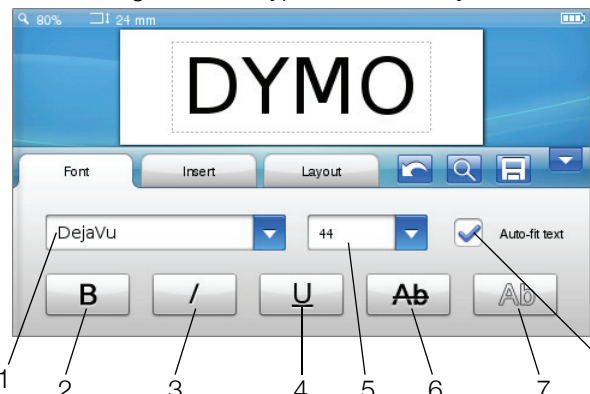 80% 24 mm
DYMO
Font Insert Layout
DejaVu 44 Auto-fit text
B I U Ab Ab
1 2 3 4 5 6 7